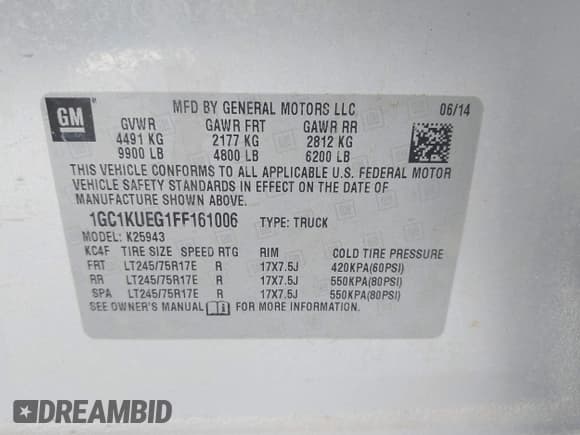 GM
MFD BY GENERAL MOTORS LLC 06/14
GVWR GAWR FRT GAWR RR
4491 KG 2177 KG 2812 KG
9900 LB 4800 LB 6200 LB
THIS VEHICLE CONFORMS TO ALL APPLICABLE U.S. FEDERAL MOTOR
VEHICLE SAFETY STANDARDS IN EFFECT ON THE DATE OF
MANUFACTURE SHOWN ABOVE.
1GC1KUEG1FF161006 TYPE: TRUCK
MODEL: K25943
KC4F TIRE SIZE SPEED RTG RIM COLD TIRE PRESSURE
FRT LT245/75R17E R 17X7.5J 420KPA(60PSI)
RR LT245/75R17E R 17X7.5J 550KPA(80PSI)
SPA LT245/75R17E R 17X7.5J 550KPA(80PSI)
SEE OWNER'S MANUAL FOR MORE INFORMATION.
DREAMBID